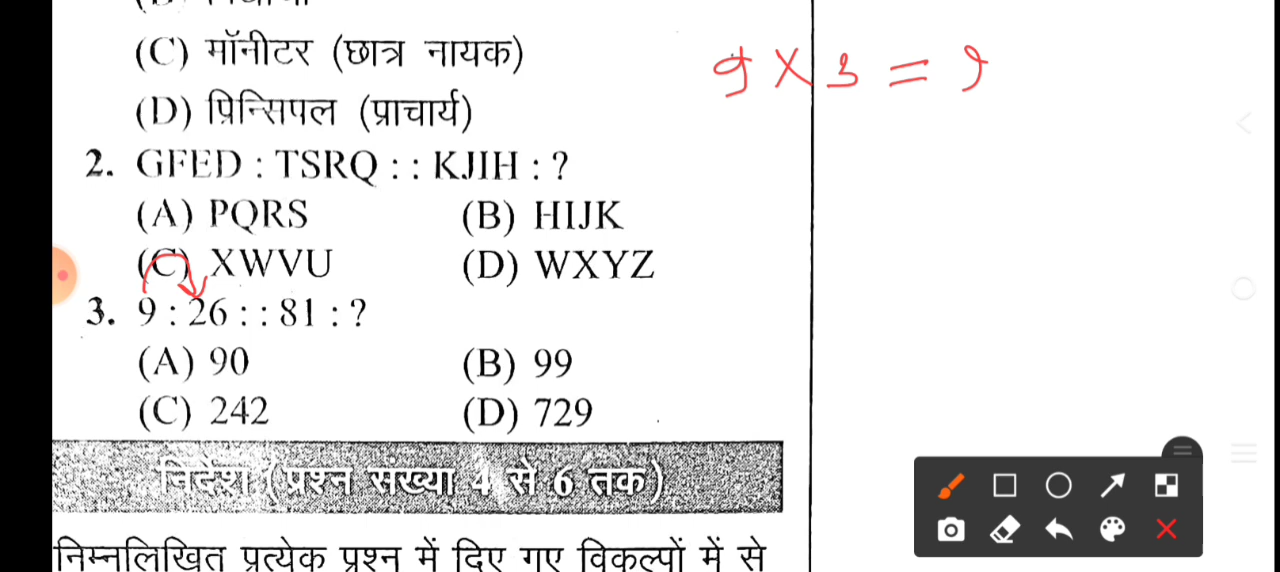 (C) मॉनीटर (छात्र नायक)
(D) प्रिन्सिपल (प्राचार्य)
2. GFED : TSRQ : : KJIH : ?
(A) PQRS (B) HIJK
(C) XWVU (D) WXYZ
3. 9 : 26 : : 81 : ?
(A) 90 (B) 99
(C) 242 (D) 729
निर्देश (प्रश्न संख्या 4 से 6 तक)
निम्नलिखित प्रत्येक प्रश्न में दिए गए विकल्पों में से
9 X 3 =